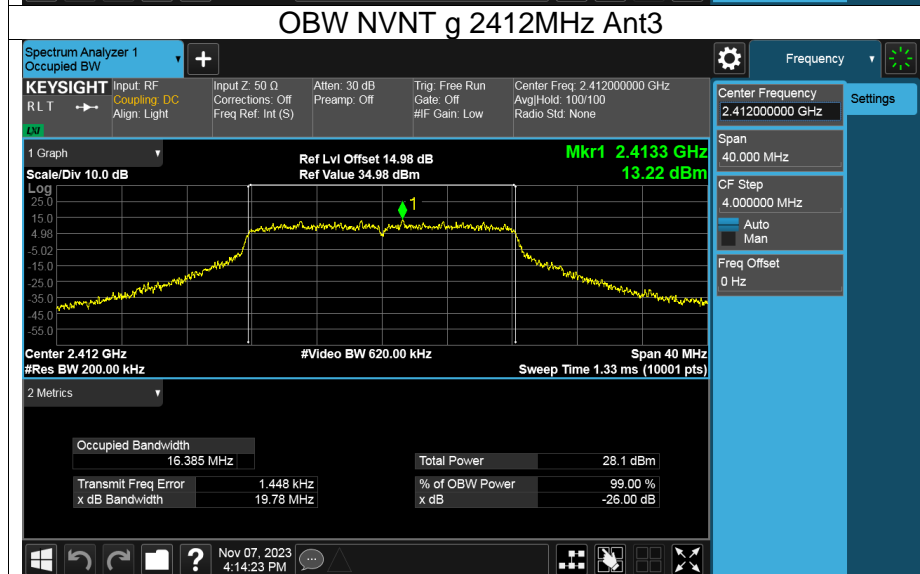 OBW NVNT g 2412MHz Ant3
Spectrum Analyzer 1
Occupied BW
Frequency
KEYSIGHT
R L T
LXI
Input: RF
Coupling: DC
Align: Light
Input Z: 50 Ω
Corrections: Off
Freq Ref: Int (S)
Atten: 30 dB
Preamp: Off
Trig: Free Run
Gate: Off
#IF Gain: Low
Center Freq: 2.412000000 GHz
Avg|Hold: 100/100
Radio Std: None
Center Frequency
2.412000000 GHz
Settings
Span
40.000 MHz
CF Step
4.000000 MHz
Auto
Man
Freq Offset
0 Hz
1 Graph
Scale/Div 10.0 dB
Ref Lvl Offset 14.98 dB
Ref Value 34.98 dBm
Mkr1 2.4133 GHz
13.22 dBm
Log
25.0
15.0
4.98
-5.02
-15.0
-25.0
-35.0
-45.0
-55.0
1
Center 2.412 GHz
#Video BW 620.00 kHz
Span 40 MHz
#Res BW 200.00 kHz
Sweep Time 1.33 ms (10001 pts)
2 Metrics
Occupied Bandwidth
16.385 MHz
Total Power 28.1 dBm
Transmit Freq Error 1.448 kHz
% of OBW Power 99.00 %
x dB Bandwidth 19.78 MHz
x dB -26.00 dB
?
Nov 07, 2023
4:14:23 PM